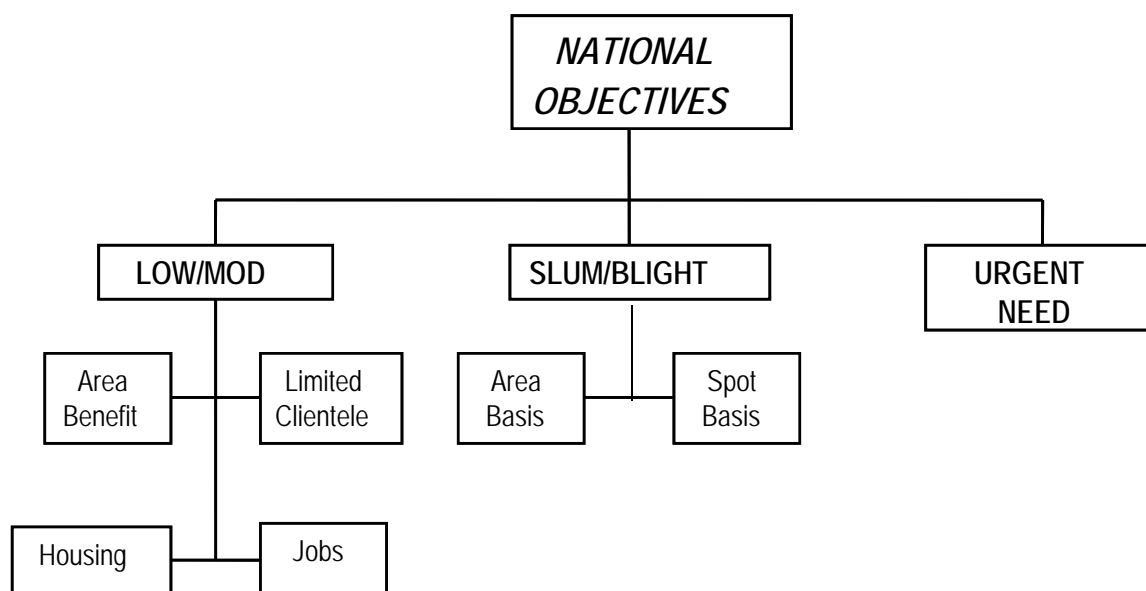 NATIONAL
OBJECTIVES
LOW/MOD
SLUM/BLIGHT
URGENT
NEED
Area
Benefit
Limited
Clientele
Area
Basis
Spot
Basis
Housing
Jobs